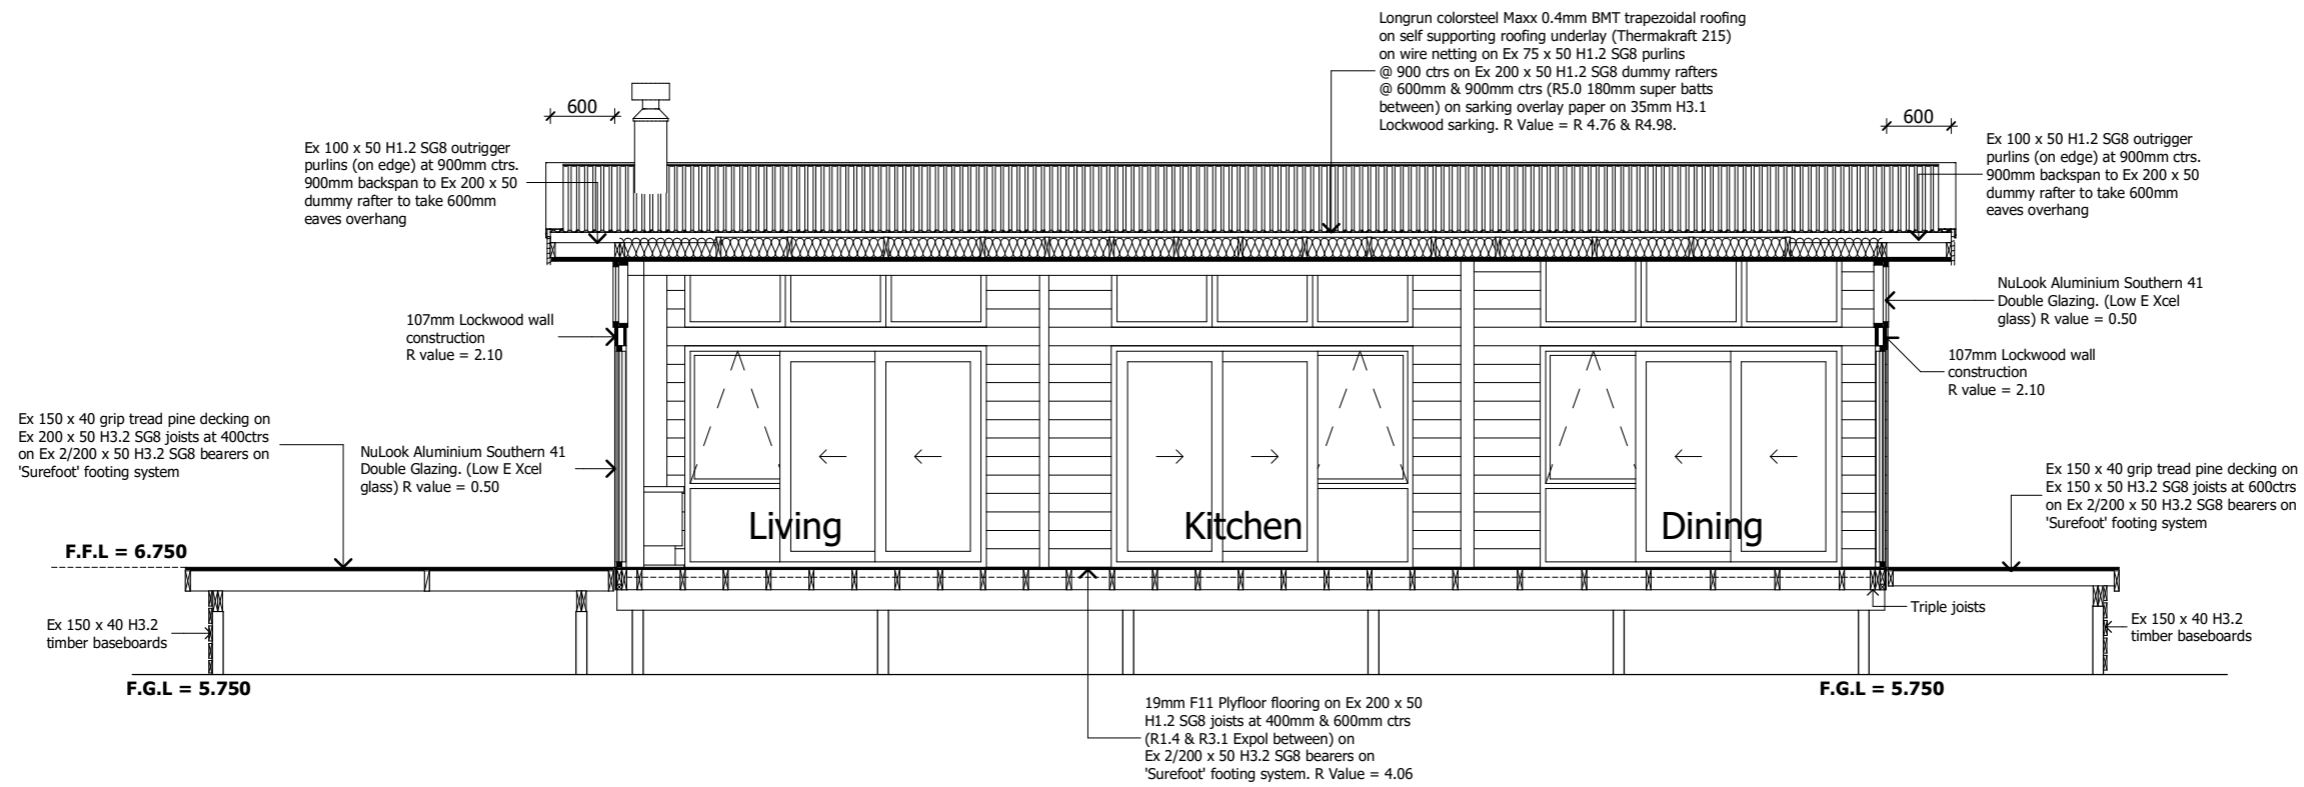 Longrun colorsteel Maxx 0.4mm BMT trapezoidal roofing
on self supporting roofing underlay (Thermakraft 215)
on wire netting on Ex 75 x 50 H1.2 SG8 purlins
@ 900 ctrs on Ex 200 x 50 H1.2 SG8 dummy rafters
@ 600mm & 900mm ctrs (R5.0 180mm super batts
between) on sarking overlay paper on 35mm H3.1
Lockwood sarking. R Value = R 4.76 & R4.98.
600
600
Ex 100 x 50 H1.2 SG8 outrigger
purlins (on edge) at 900mm ctrs.
900mm backspan to Ex 200 x 50
dummy rafter to take 600mm
eaves overhang
Ex 100 x 50 H1.2 SG8 outrigger
purlins (on edge) at 900mm ctrs.
900mm backspan to Ex 200 x 50
dummy rafter to take 600mm
eaves overhang
107mm Lockwood wall
construction
R value = 2.10
NuLook Aluminium Southern 41
Double Glazing. (Low E Xcel
glass) R value = 0.50
107mm Lockwood wall
construction
R value = 2.10
Ex 150 x 40 grip tread pine decking on
Ex 200 x 50 H3.2 SG8 joists at 400ctrs
on Ex 2/200 x 50 H3.2 SG8 bearers on
'Surefoot' footing system
NuLook Aluminium Southern 41
Double Glazing. (Low E Xcel
glass) R value = 0.50
Ex 150 x 40 grip tread pine decking on
Ex 150 x 50 H3.2 SG8 joists at 600ctrs
on Ex 2/200 x 50 H3.2 SG8 bearers on
'Surefoot' footing system
Living
Kitchen
Dining
F.F.L = 6.750
Triple joists
Ex 150 x 40 H3.2
timber baseboards
Ex 150 x 40 H3.2
timber baseboards
F.G.L = 5.750
F.G.L = 5.750
19mm F11 Plyfloor flooring on Ex 200 x 50
H1.2 SG8 joists at 400mm & 600mm ctrs
(R1.4 & R3.1 Expol between) on
Ex 2/200 x 50 H3.2 SG8 bearers on
'Surefoot' footing system. R Value = 4.06